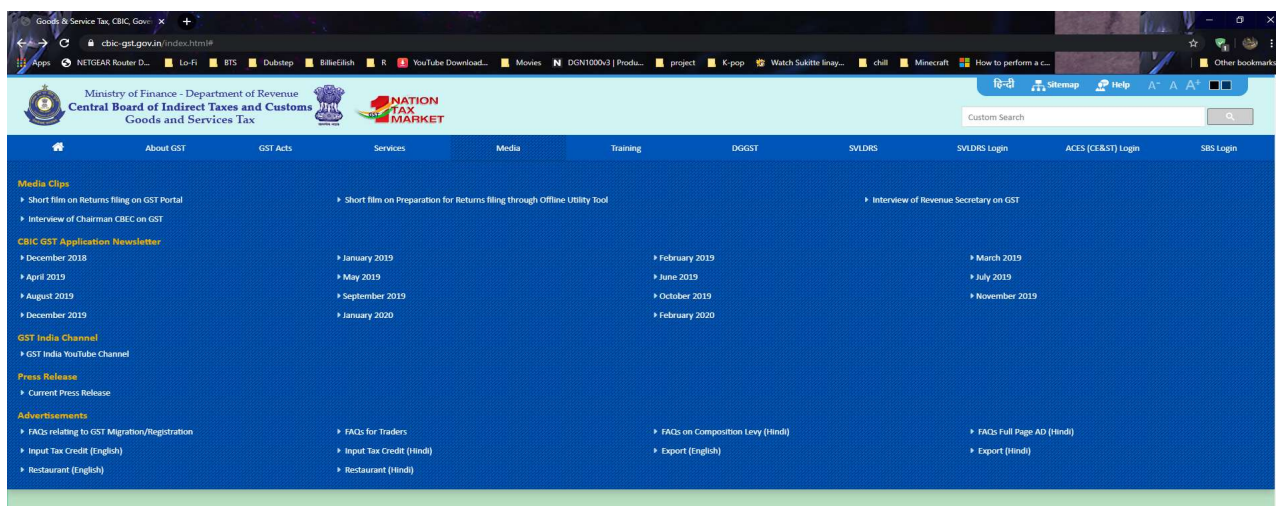 Goods & Service Tax, CBIC, Gove
cbic-gst.gov.in/index.html#
Apps NETGEAR Router D... Lo-Fi BTS Dubstep BillieEilish R YouTube Download... Movies DGN1000v3 | Produ... project K-pop Watch Sukitte Iinay... chill Minecraft How to perform a c... Other bookmarks
Ministry of Finance - Department of Revenue
Central Board of Indirect Taxes and Customs
Goods and Services Tax
GST NATION
TAX
MARKET
हिन्दी Sitemap Help A- A A+
Custom Search
About GST GST Acts Services Media Training DGGST SVLDRS SVLDRS Login ACES (CE&ST) Login SBS Login
Media Clips
Short film on Returns filing on GST Portal Short film on Preparation for Returns filing through Offline Utility Tool Interview of Revenue Secretary on GST
Interview of Chairman CBEC on GST
CBIC GST Application Newsletter
December 2018 January 2019 February 2019 March 2019
April 2019 May 2019 June 2019 July 2019
August 2019 September 2019 October 2019 November 2019
December 2019 January 2020 February 2020
GST India Channel
GST India YouTube Channel
Press Release
Current Press Release
Advertisements
FAQs relating to GST Migration/Registration FAQs for Traders FAQs on Composition Levy (Hindi) FAQs Full Page AD (Hindi)
Input Tax Credit (English) Input Tax Credit (Hindi) Export (English) Export (Hindi)
Restaurant (English) Restaurant (Hindi)